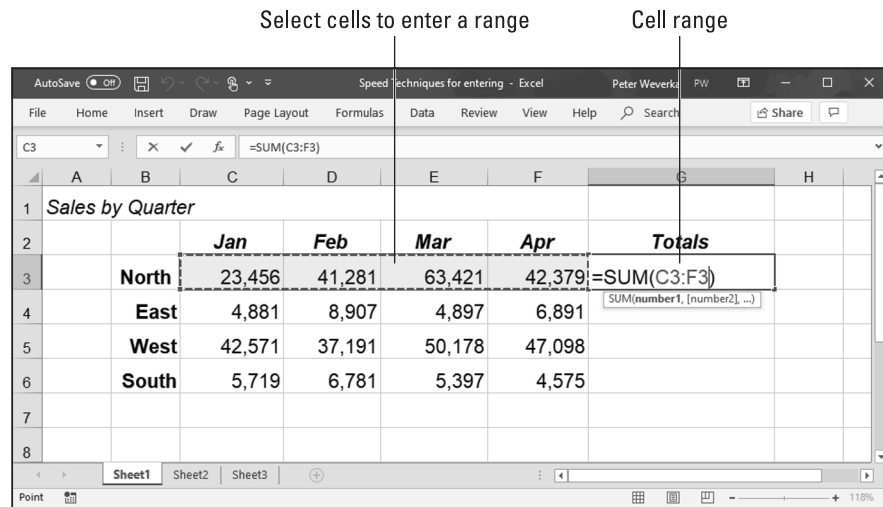 Select cells to enter a range Cell range
AutoSave Off Speed Techniques for entering - Excel Peter Weverka PW
File Home Insert Draw Page Layout Formulas Data Review View Help Search Share
C3 fx =SUM(C3:F3)
A B C D E F G H
1 Sales by Quarter
2 Jan Feb Mar Apr Totals
3 North 23,456 41,281 63,421 42,379 =SUM(C3:F3)
SUM(number1, [number2], ...)
4 East 4,881 8,907 4,897 6,891
5 West 42,571 37,191 50,178 47,098
6 South 5,719 6,781 5,397 4,575
7
8
Sheet1 Sheet2 Sheet3
Point 118%